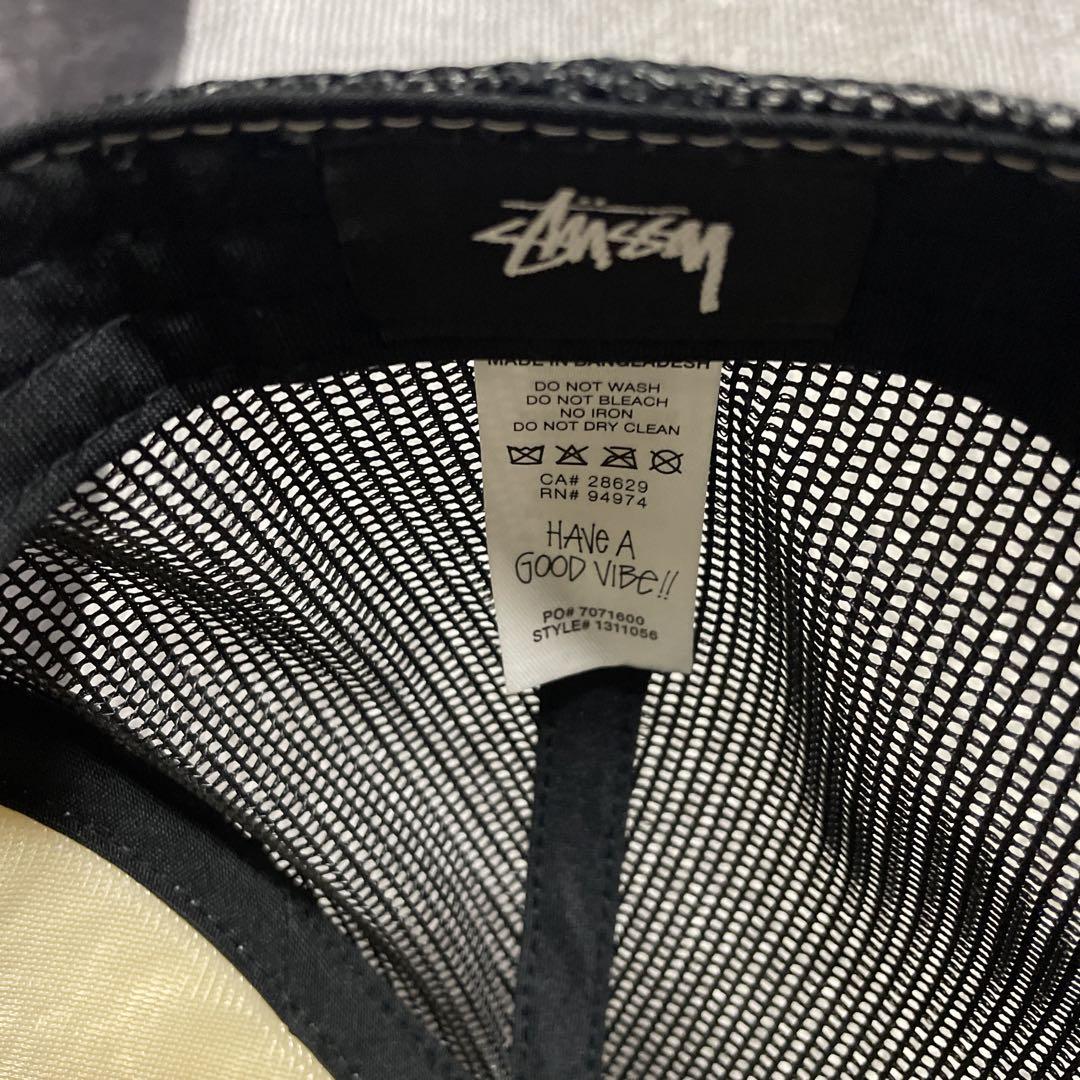 Stüssy
MADE IN BANGLADESH
DO NOT WASH
DO NOT BLEACH
NO IRON
DO NOT DRY CLEAN
CA# 28629
RN# 94974
HAVE A
GOOD VIBE!!
PO# 7071600
STYLE# 1311056